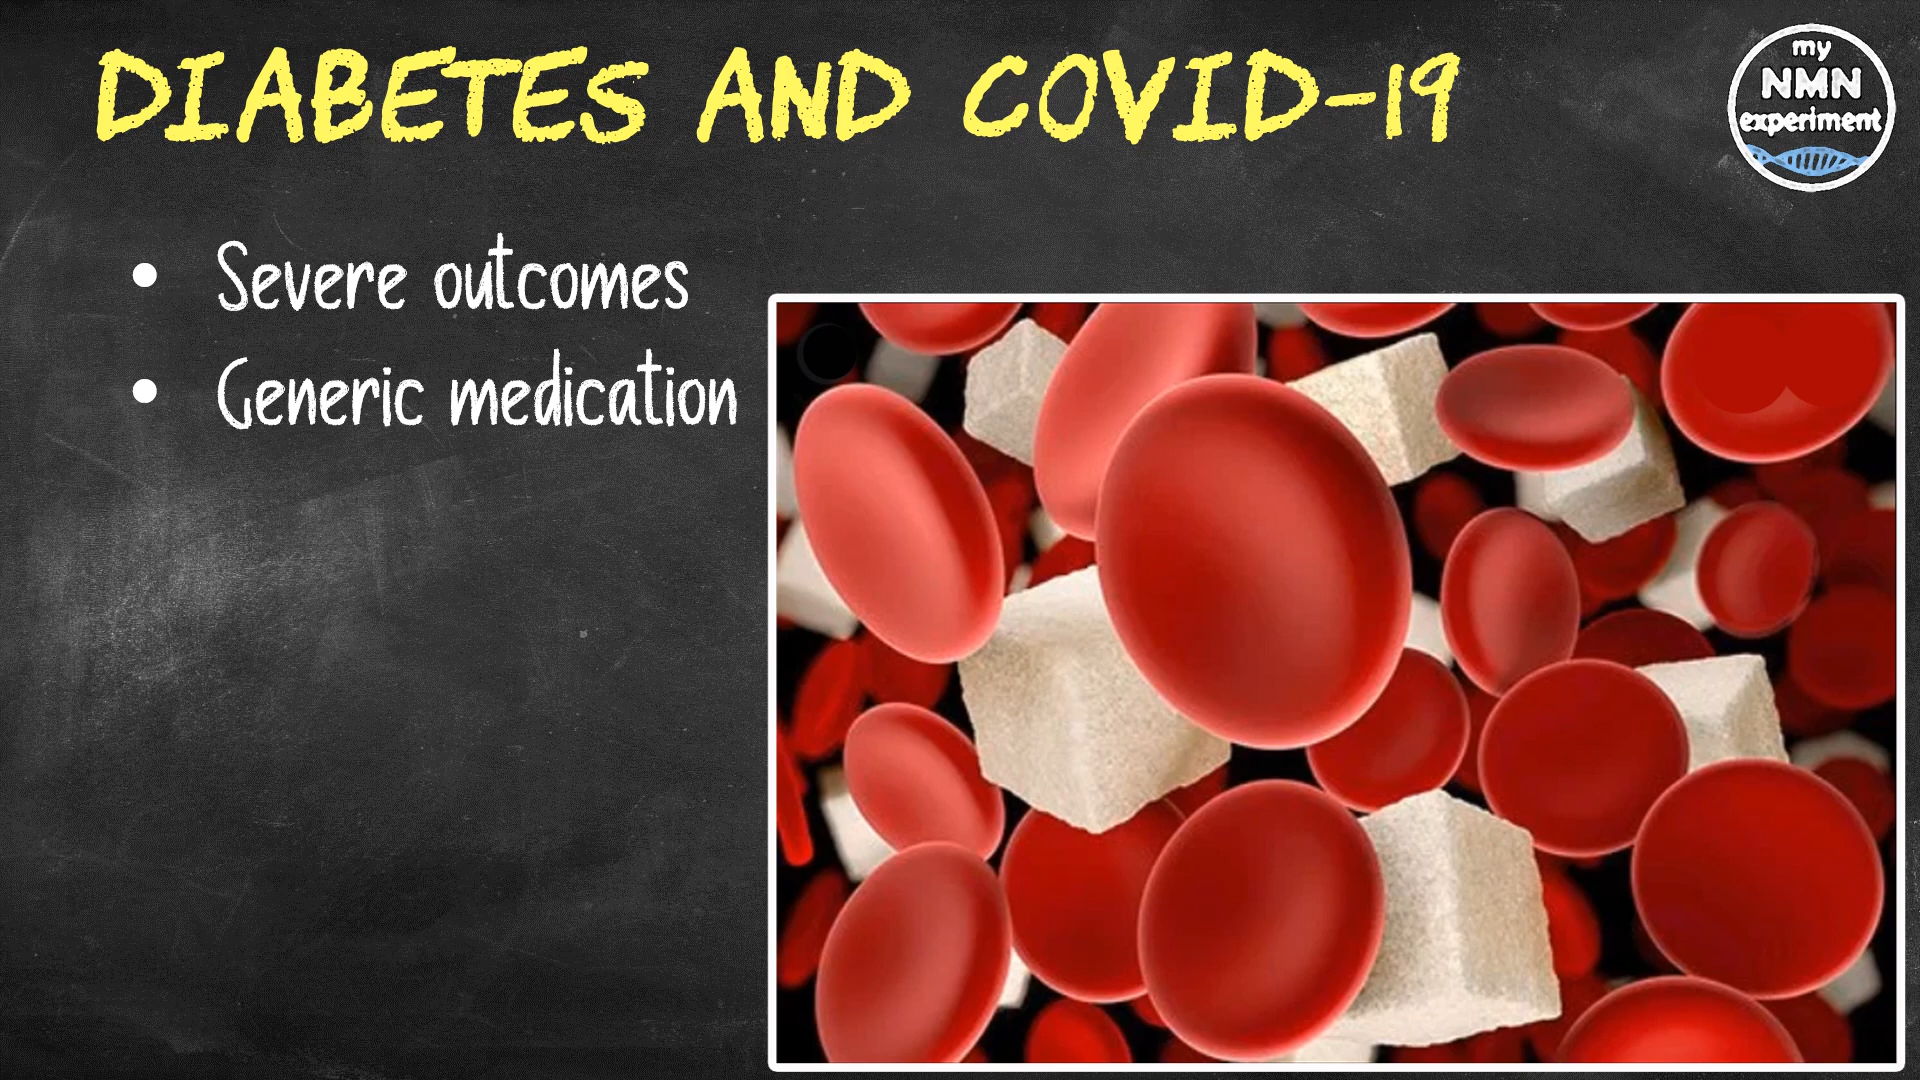 DIABETES AND COVID-19
my
NMN
experiment
• Severe outcomes
• Generic medication